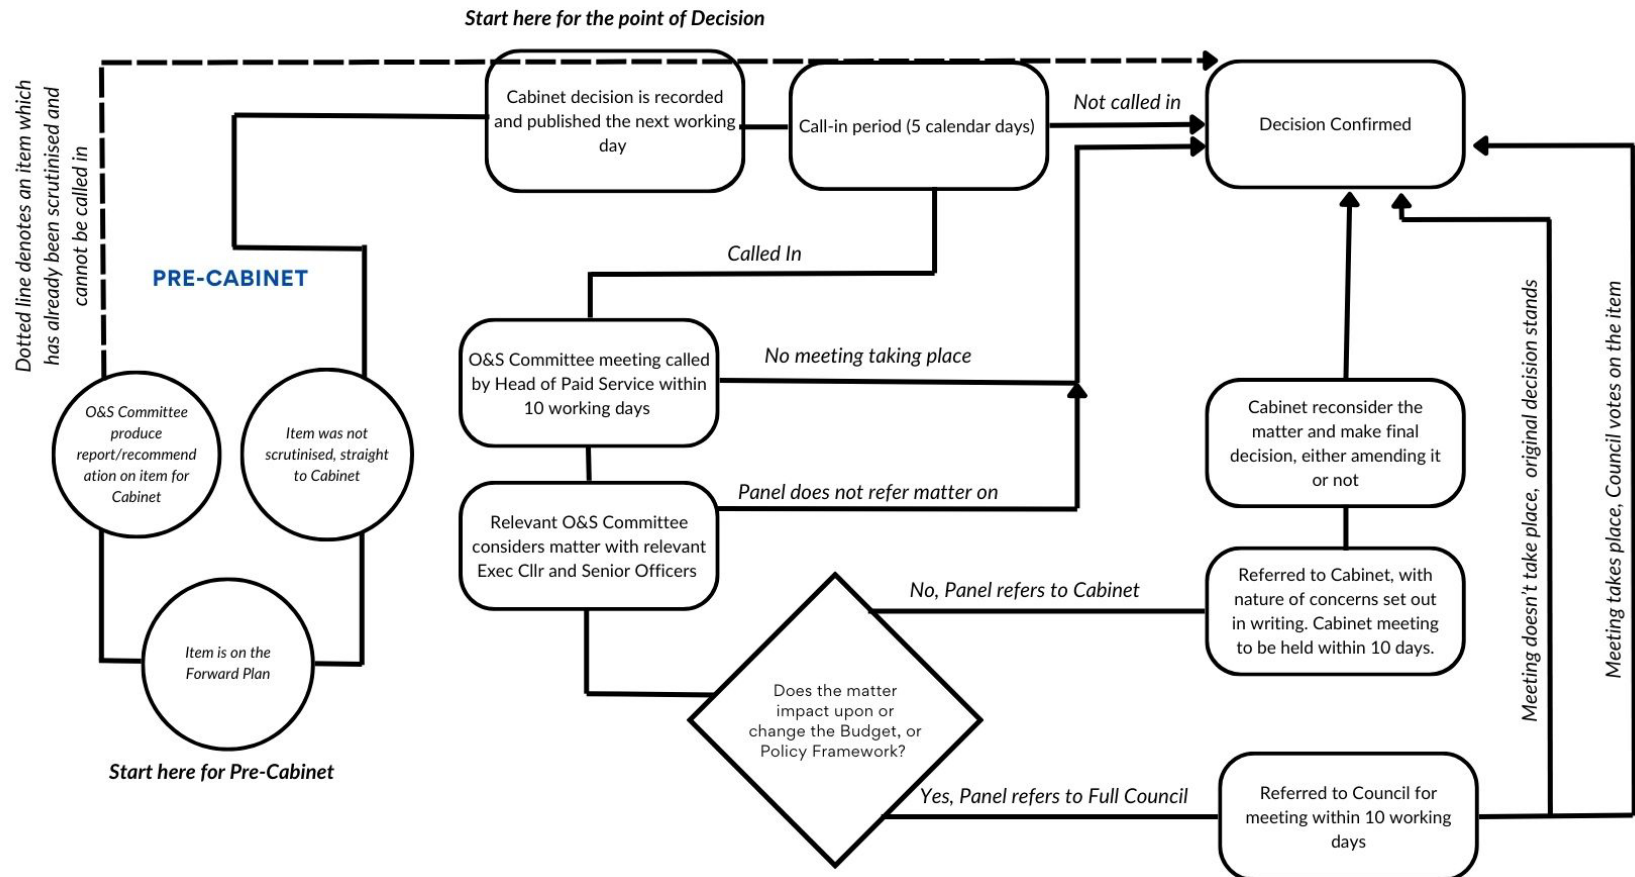 Start here for the point of Decision
Dotted line denotes an item which
has already been scrutinised and
cannot be called in
Cabinet decision is recorded
and published the next working
day
Call-in period (5 calendar days)
Not called in
Decision Confirmed
PRE-CABINET
Called In
O&S Committee meeting called
by Head of Paid Service within
10 working days
No meeting taking place
O&S Committee
produce
report/recommend
ation on item for
Cabinet
Item was not
scrutinised, straight
to Cabinet
Cabinet reconsider the
matter and make final
decision, either amending it
or not
Panel does not refer matter on
Relevant O&S Committee
considers matter with relevant
Exec Cllr and Senior Officers
No, Panel refers to Cabinet
Referred to Cabinet, with
nature of concerns set out
in writing. Cabinet meeting
to be held within 10 days.
Meeting doesn't take place, original decision stands
Meeting takes place, Council votes on the item
Item is on the
Forward Plan
Does the matter
impact upon or
change the Budget, or
Policy Framework?
Start here for Pre-Cabinet
Yes, Panel refers to Full Council
Referred to Council for
meeting within 10 working
days